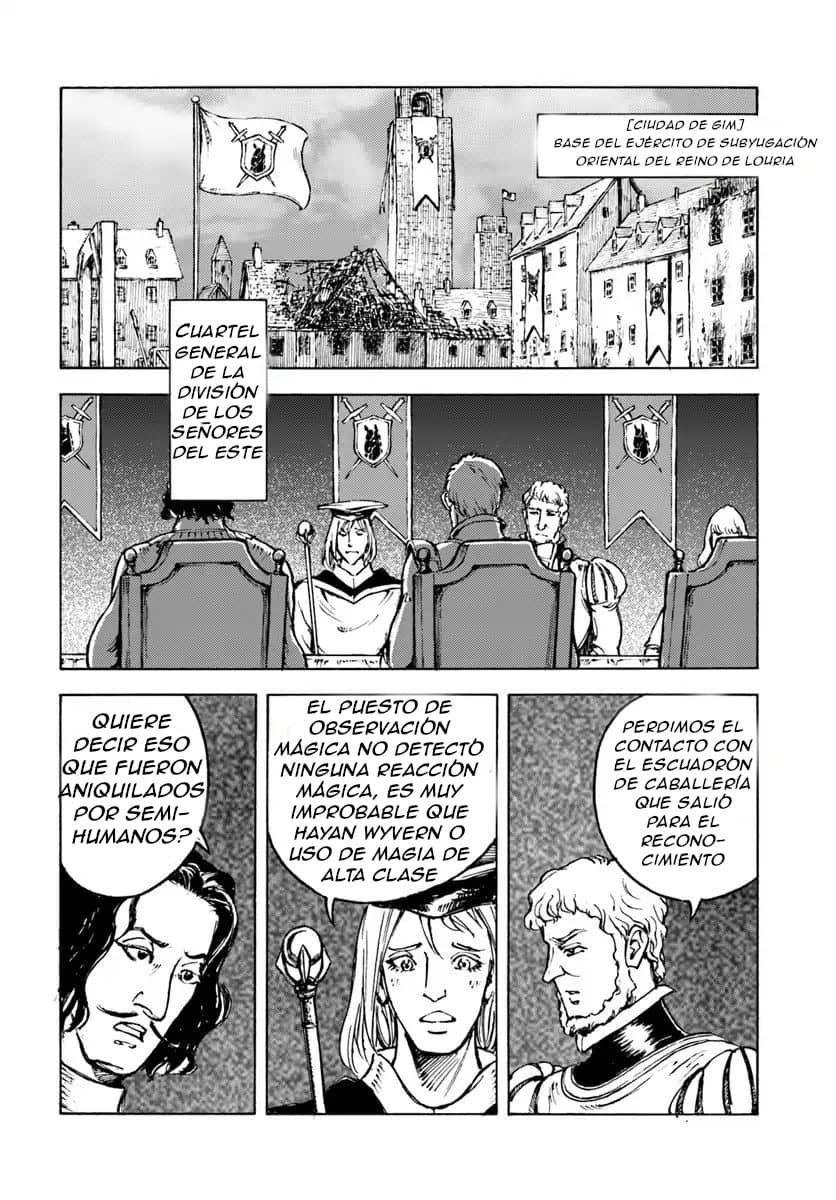 [CIUDAD DE GIM]
BASE DEL EJÉRCITO DE SUBYUGACIÓN
ORIENTAL DEL REINO DE LOURIA
CUARTEL
GENERAL
DE LA
DIVISIÓN
DE LOS
SEÑORES
DEL ESTE
PERDIMOS EL
CONTACTO CON
EL ESCUADRÓN
DE CABALLERÍA
QUE SALIÓ
PARA EL
RECONO-
CIMIENTO
EL PUESTO DE
OBSERVACIÓN
MÁGICA NO DETECTÓ
NINGUNA REACCIÓN
MÁGICA, ES MUY
IMPROBABLE QUE
HAYAN WYVERN O
USO DE MAGIA DE
ALTA CLASE
QUIERE
DECIR ESO
QUE FUERON
ANIQUILADOS
POR SEMI-
HUMANOS?